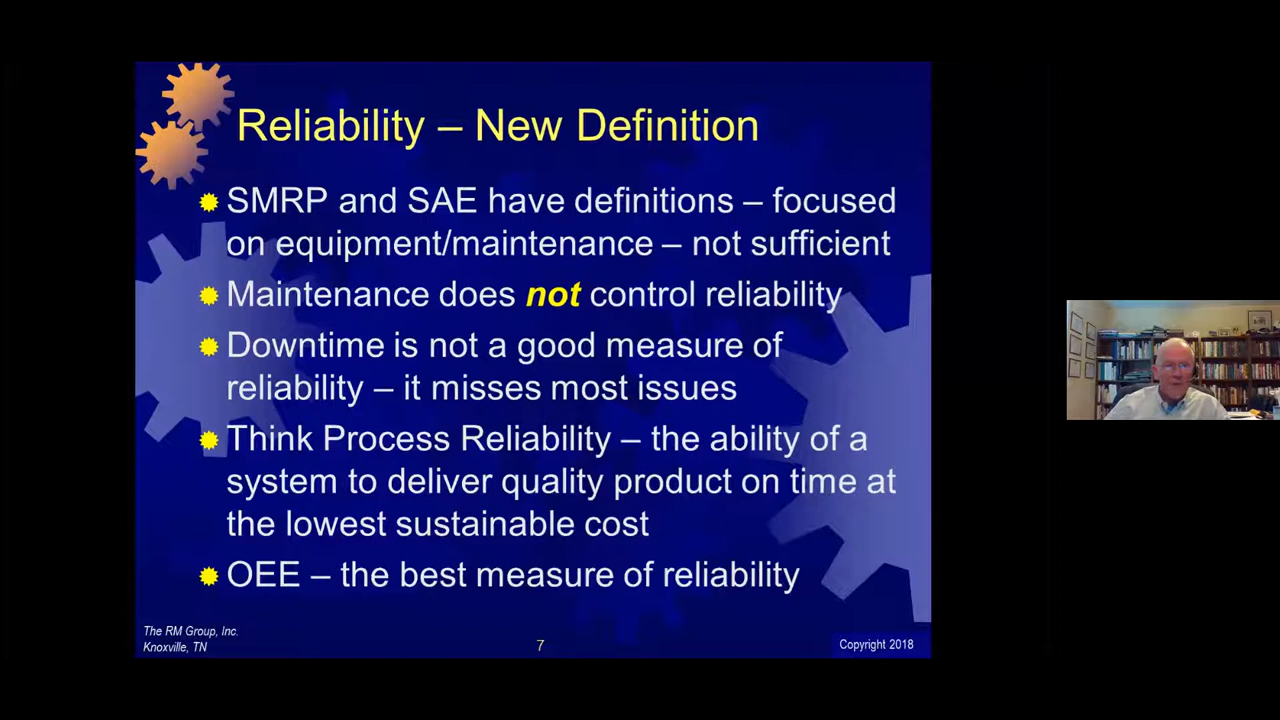 Reliability – New Definition
SMRP and SAE have definitions – focused
on equipment/maintenance – not sufficient
Maintenance does not control reliability
Downtime is not a good measure of
reliability – it misses most issues
Think Process Reliability – the ability of a
system to deliver quality product on time at
the lowest sustainable cost
OEE – the best measure of reliability
The RM Group, Inc.
Knoxville, TN
7
Copyright 2018